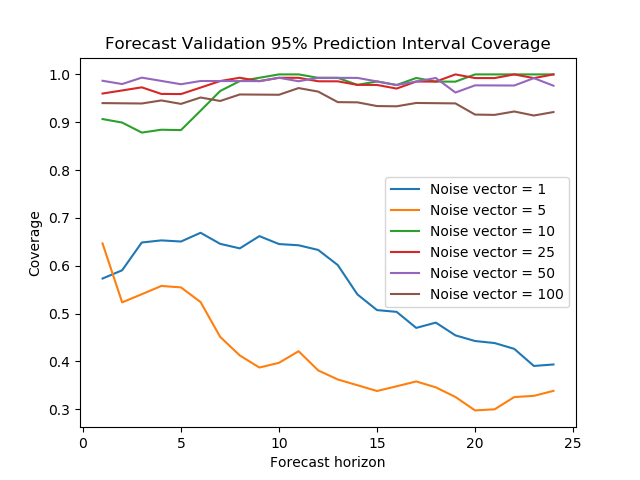 Forecast Validation 95% Prediction Interval Coverage
1.0
0.9
0.8
0.7
0.6
0.5
0.4
0.3
Coverage
Noise vector = 1
Noise vector = 5
Noise vector = 10
Noise vector = 25
Noise vector = 50
Noise vector = 100
0 5 10 15 20 25
Forecast horizon